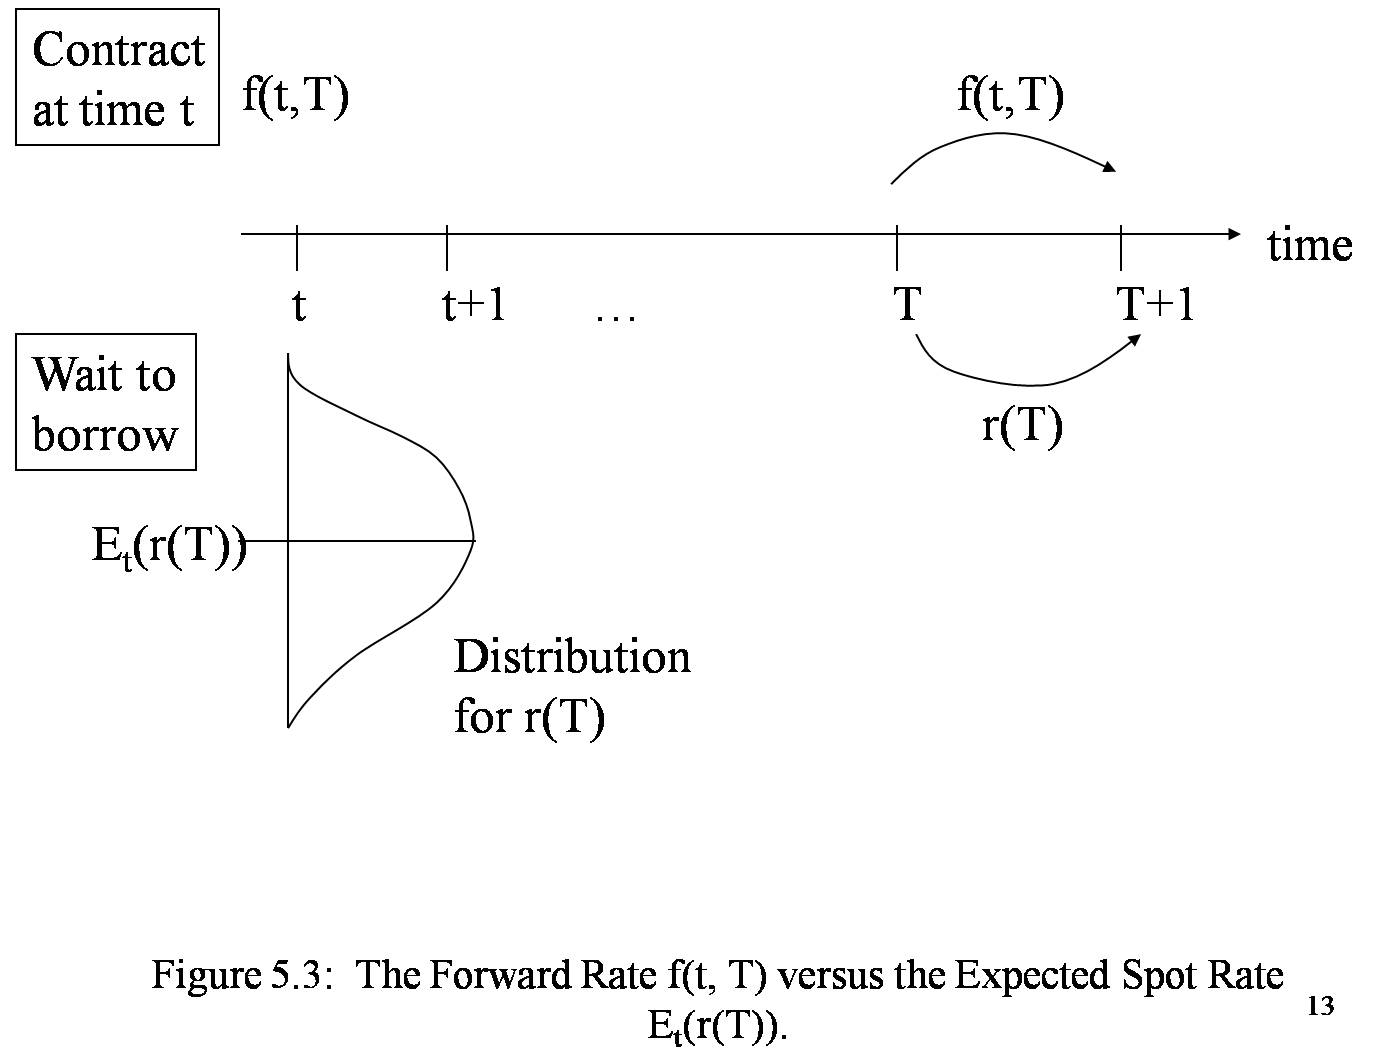 Contract
at time t
f(t,T)
f(t,T)
time
t
t+1
...
T
T+1
Wait to
borrow
r(T)
Et(r(T))
Distribution
for r(T)
Figure 5.3: The Forward Rate f(t, T) versus the Expected Spot Rate
Et(r(T)).
13